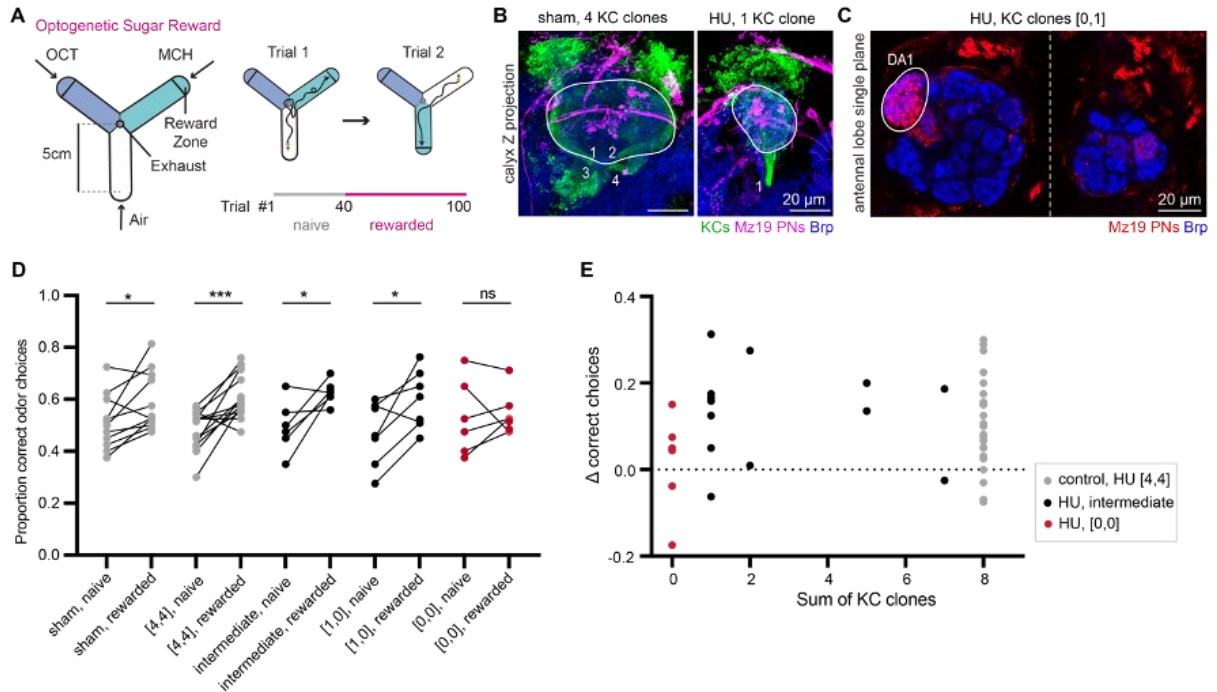 A
Optogenetic Sugar Reward
OCT
MCH
Reward
Zone
5cm
Exhaust
Air
Trial 1
Trial 2
Trial #1
40
100
naive
rewarded
B
sham, 4 KC clones
HU, 1 KC clone
calyx Z projection
1
2
3
4
1
20 µm
KCs Mz19 PNs Brp
C
HU, KC clones [0,1]
antennal lobe single plane
DA1
20 µm
Mz19 PNs Brp
D
Proportion correct odor choices
1.0
0.8
0.6
0.4
0.2
0.0
*
***
*
*
ns
sham, naive
sham, rewarded
[4,4], naive
[4,4], rewarded
intermediate, naive
intermediate, rewarded
[1,0], naive
[1,0], rewarded
[0,0], naive
[0,0], rewarded
E
Δ correct choices
0.4
0.2
0.0
-0.2
0
2
4
6
8
Sum of KC clones
control, HU [4,4]
HU, intermediate
HU, [0,0]